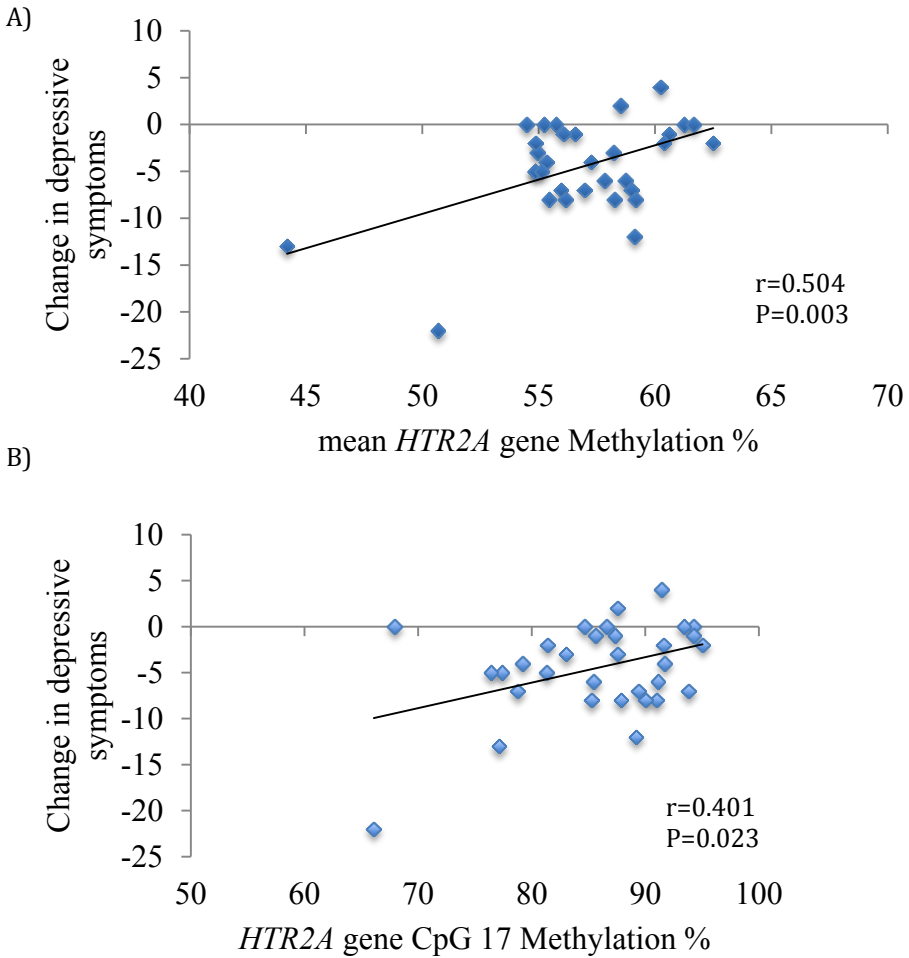 A)
10
5
0
-5
-10
-15
-20
-25
Change in depressive
symptoms
r=0.504
P=0.003
40 45 50 55 60 65 70
mean HTR2A gene Methylation %
B)
10
5
0
-5
-10
-15
-20
-25
Change in depressive
symptoms
r=0.401
P=0.023
50 60 70 80 90 100
HTR2A gene CpG 17 Methylation %